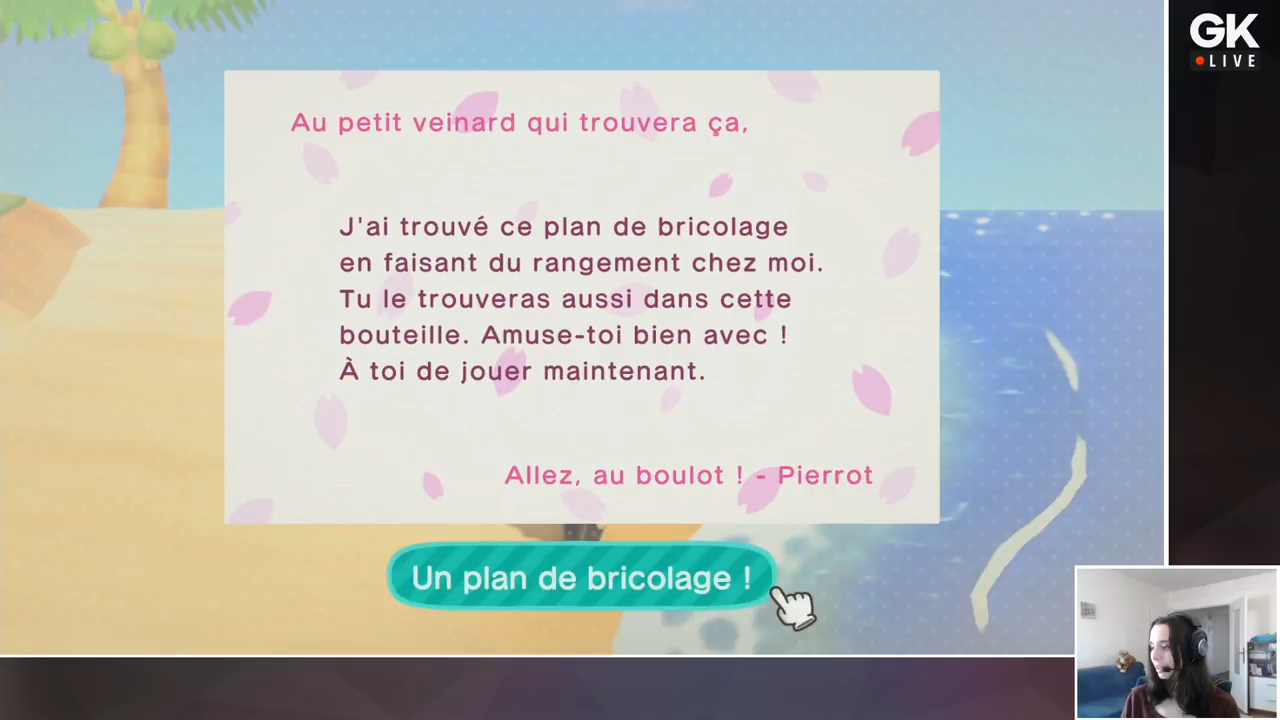 GK
LIVE
Au petit veinard qui trouvera ça,
J'ai trouvé ce plan de bricolage
en faisant du rangement chez moi.
Tu le trouveras aussi dans cette
bouteille. Amuse-toi bien avec !
À toi de jouer maintenant.
Allez, au boulot ! - Pierrot
Un plan de bricolage !